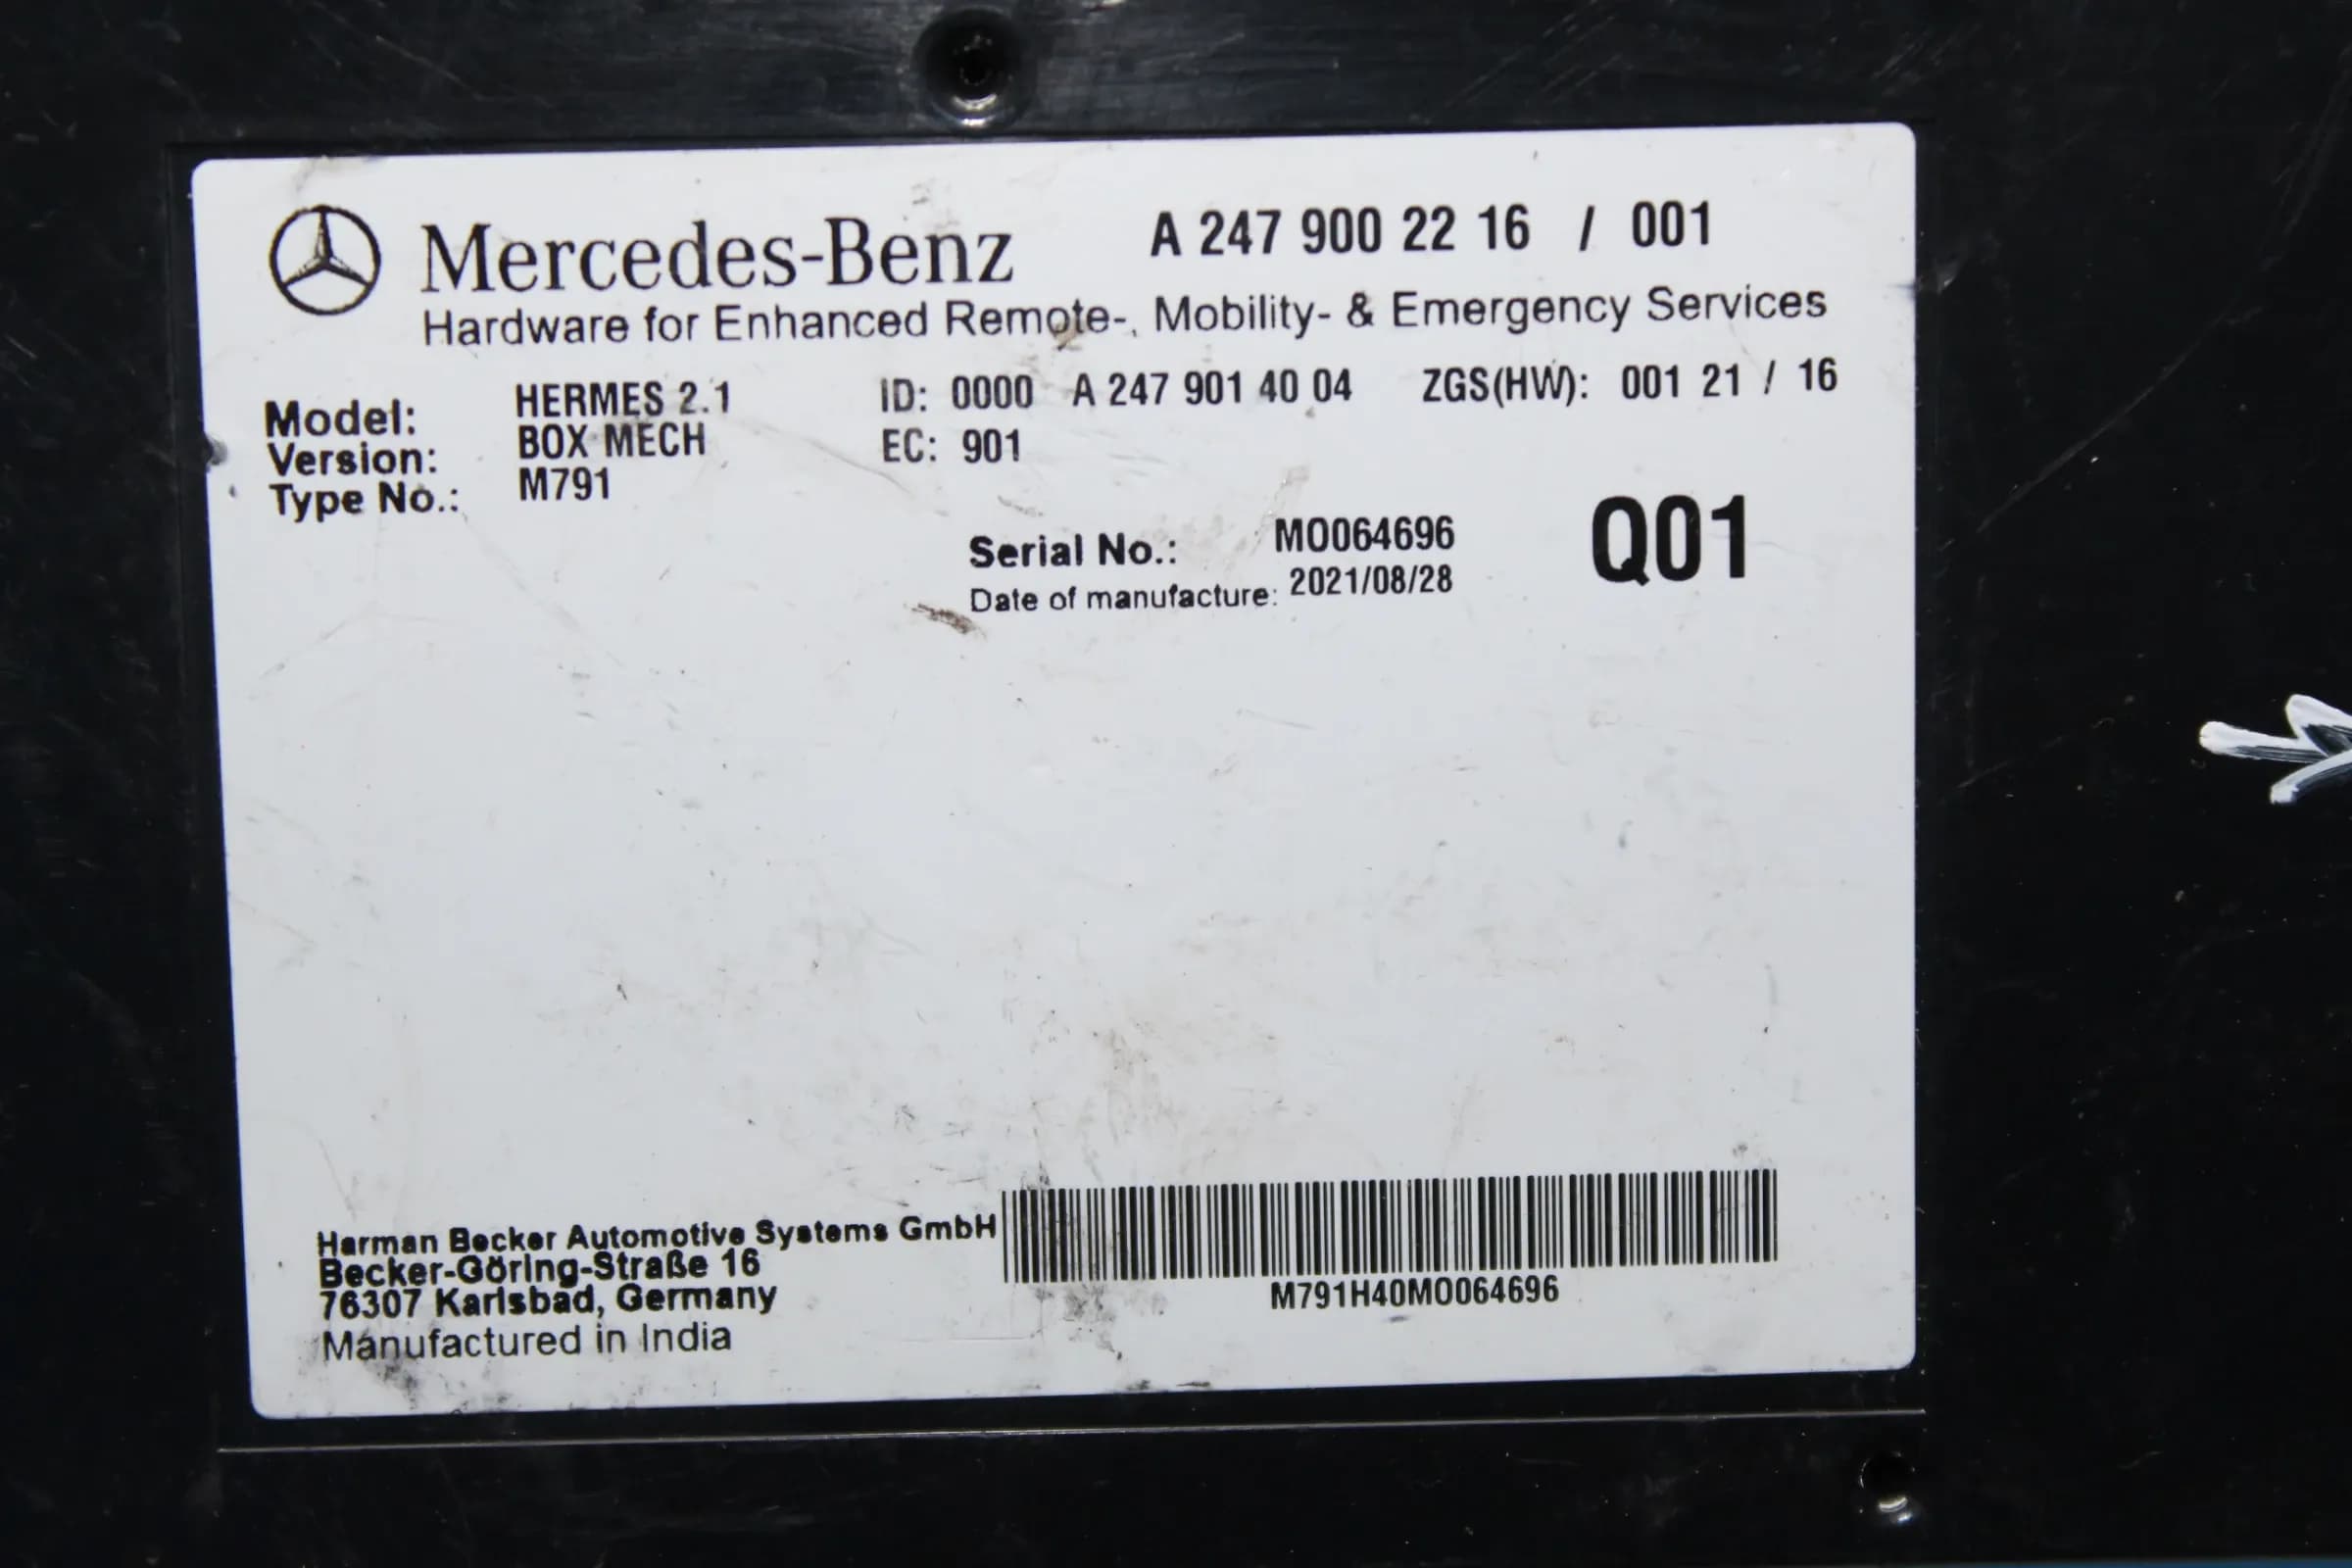 Mercedes-Benz A 247 900 22 16 / 001
Hardware for Enhanced Remote-, Mobility- & Emergency Services
Model: HERMES 2.1 ID: 0000 A 247 901 40 04 ZGS(HW): 001 21 / 16
Version: BOX MECH EC: 901
Type No.: M791
Serial No.: MO064696 Q01
Date of manufacture: 2021/08/28
Harman Becker Automotive Systems GmbH
Becker-Göring-Straße 16
76307 Karlsbad, Germany
M791H40MO064696
Manufactured in India